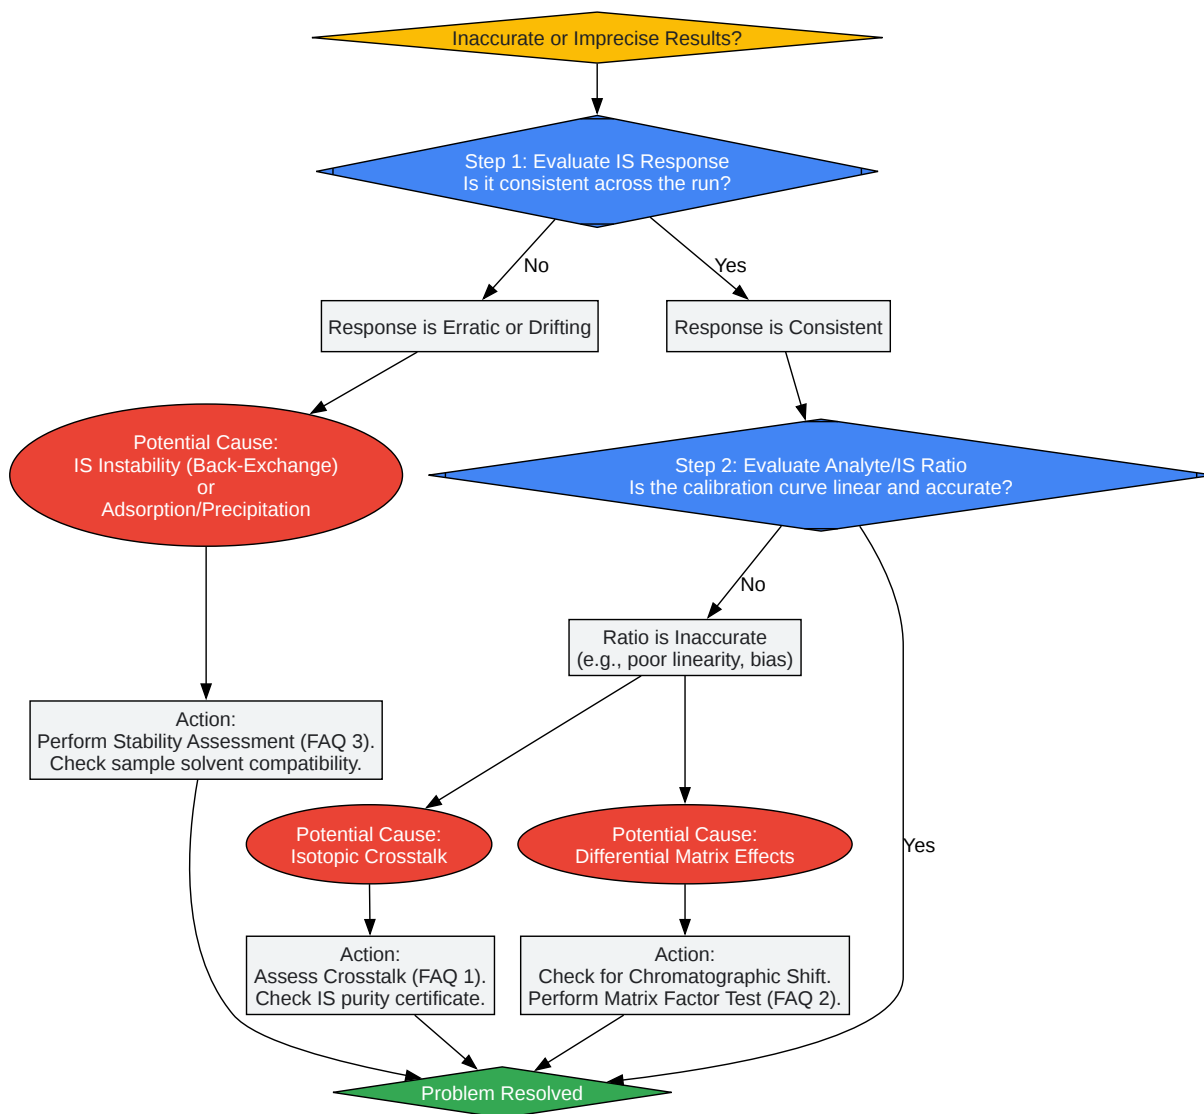 Inaccurate or Imprecise Results?
Step 1: Evaluate IS Response
Is it consistent across the run?
No
Yes
Response is Erratic or Drifting
Response is Consistent
Potential Cause:
IS Instability (Back-Exchange)
or
Adsorption/Precipitation
Step 2: Evaluate Analyte/IS Ratio
Is the calibration curve linear and accurate?
No
Ratio is Inaccurate
(e.g., poor linearity, bias)
Action:
Perform Stability Assessment (FAQ 3).
Check sample solvent compatibility.
Potential Cause:
Isotopic Crosstalk
Potential Cause:
Differential Matrix Effects
Yes
Action:
Assess Crosstalk (FAQ 1).
Check IS purity certificate.
Action:
Check for Chromatographic Shift.
Perform Matrix Factor Test (FAQ 2).
Problem Resolved